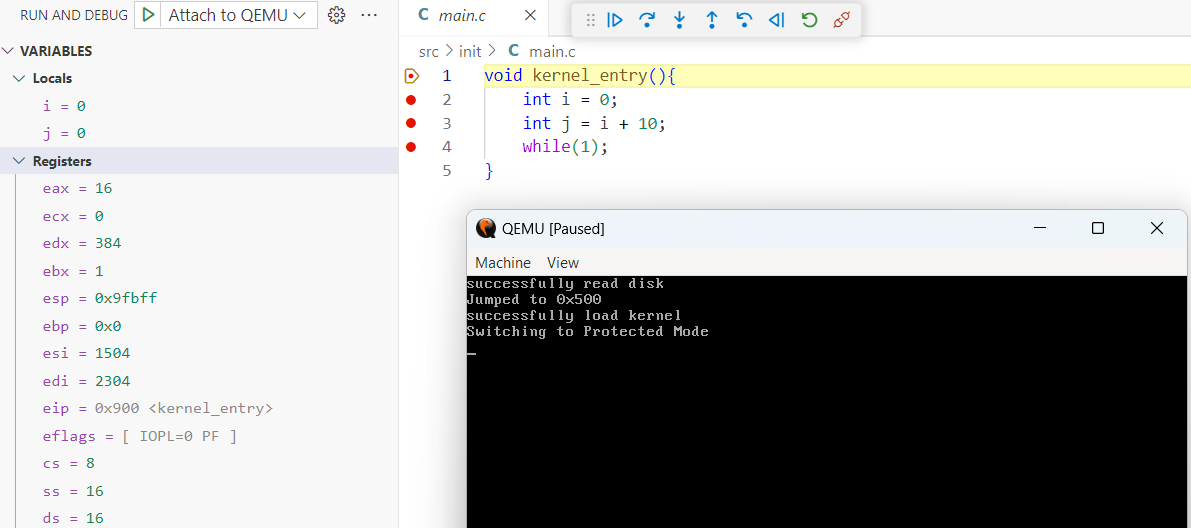 RUN AND DEBUG Attach to QEMU
VARIABLES
Locals
i = 0
j = 0
Registers
eax = 16
ecx = 0
edx = 384
ebx = 1
esp = 0x9fbff
ebp = 0x0
esi = 1504
edi = 2304
eip = 0x900 <kernel_entry>
eflags = [ IOPL=0 PF ]
cs = 8
ss = 16
ds = 16
C main.c
src > init > C main.c
1 void kernel_entry(){
2 int i = 0;
3 int j = i + 10;
4 while(1);
5 }
QEMU [Paused]
Machine View
successfully read disk
Jumped to 0x500
successfully load kernel
Switching to Protected Mode